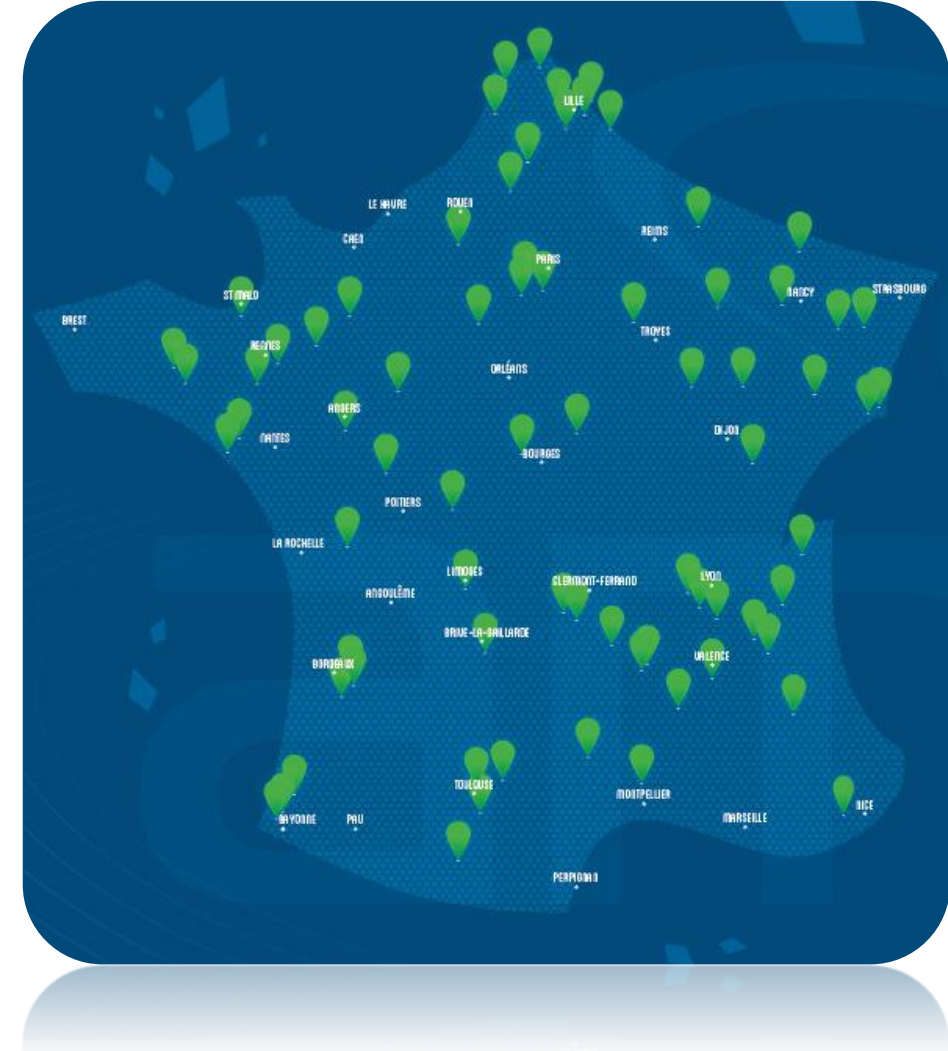 LILLE
LE HAVRE
ROUEN
REIMS
CAEN
PARIS
STRASBOURG
NANCY
ST MALO
BREST
TROYES
RENNES
ORLÉANS
ANGERS
DIJON
NANTES
BOURGES
POITIERS
LA ROCHELLE
LIMOGES
LYON
CLERMONT-FERRAND
ANGOULÊME
BRIVE-LA-GAILLARDE
VALENCE
BORDEAUX
TOULOUSE
MONTPELLIER
NICE
MARSEILLE
BAYONNE
PAU
PERPIGNAN